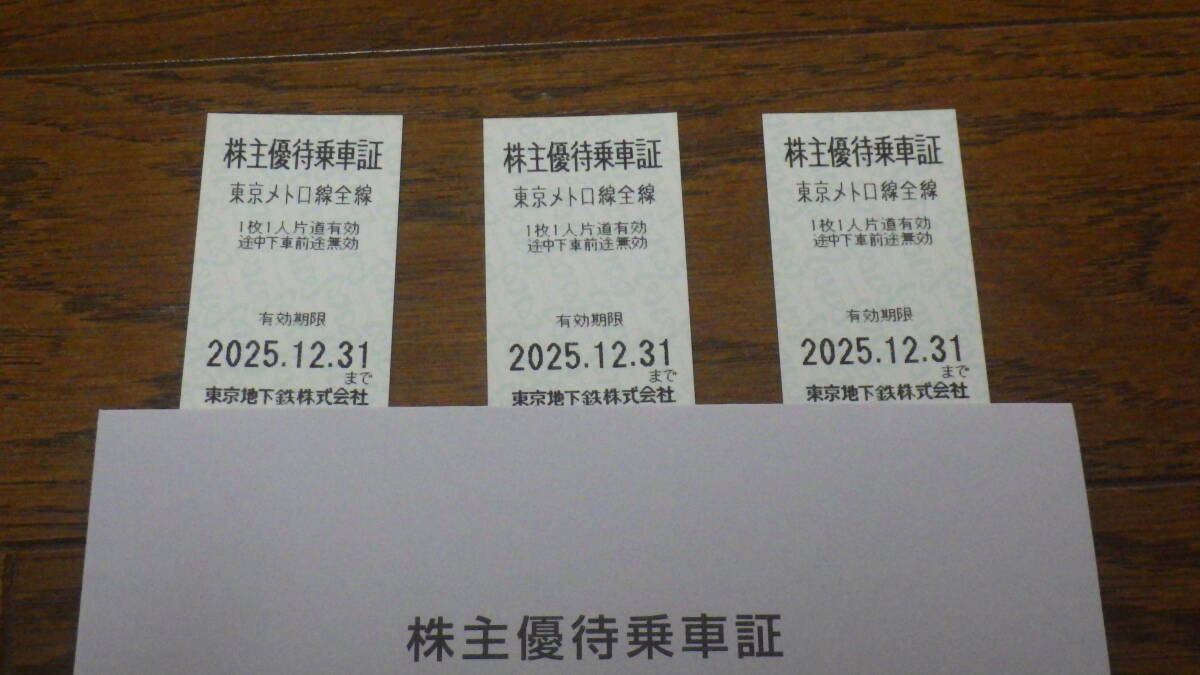 株主優待乗車証
東京メトロ線全線
1枚1人片道有効
途中下車前途無効
有効期限
2025.12.31
まで
東京地下鉄株式会社
株主優待乗車証
東京メトロ線全線
1枚1人片道有効
途中下車前途無効
有効期限
2025.12.31
まで
東京地下鉄株式会社
株主優待乗車証
東京メトロ線全線
1枚1人片道有効
途中下車前途無効
有効期限
2025.12.31
まで
東京地下鉄株式会社
株主優待乗車証